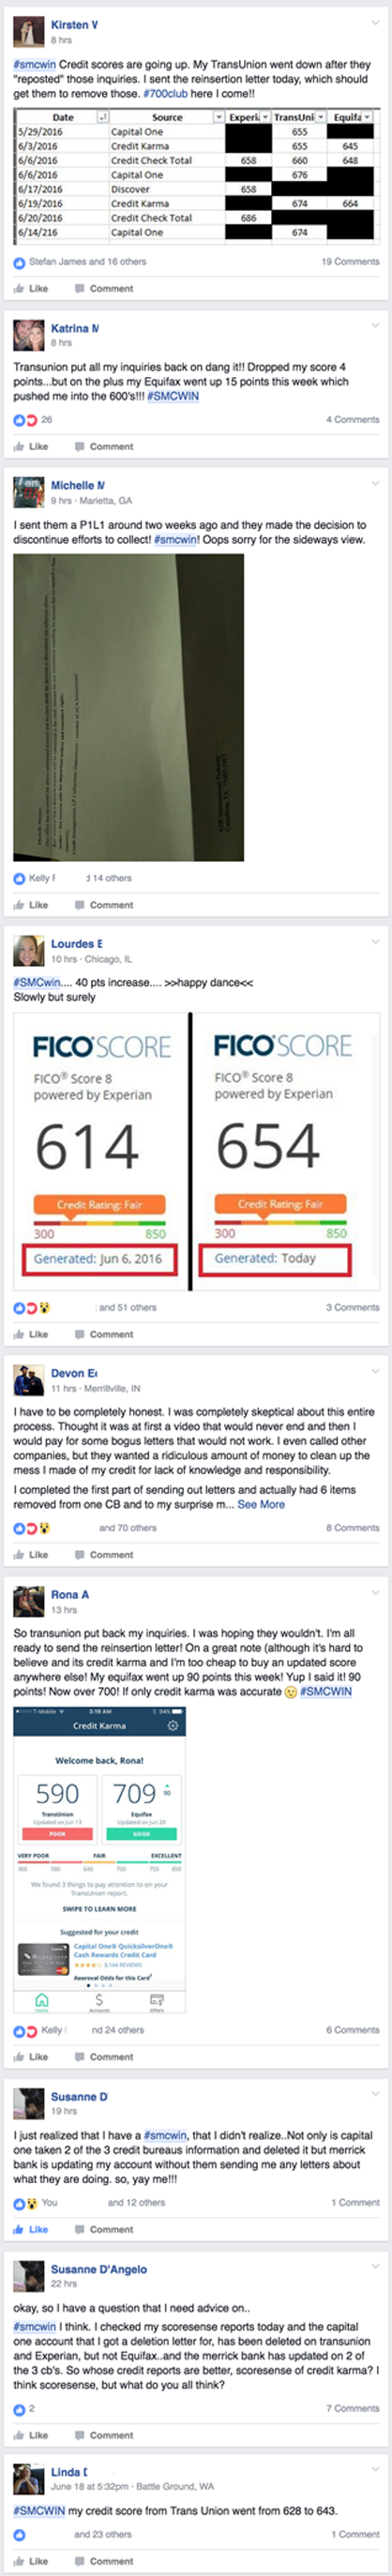 Kirsten V
8 hrs
#smcwin Credit scores are going up. My TransUnion went down after they
"reposted" those inquiries. I sent the reinsertion letter today, which should
get them to remove those. #700club here I come!!
Date Source Experi TransUni Equifa
5/29/2016 Capital One 655
6/3/2016 Credit Karma 655 645
6/6/2016 Credit Check Total 658 660 648
6/6/2016 Capital One 676
6/17/2016 Discover 658
6/19/2016 Credit Karma 674 664
6/20/2016 Credit Check Total 686
6/14/216 Capital One 674
Stefan James and 16 others 19 Comments
Like Comment
Katrina M
8 hrs
Transunion put all my inquiries back on dang it!! Dropped my score 4
points...but on the plus my Equifax went up 15 points this week which
pushed me into the 600's!!! #SMCWIN
26 4 Comments
Like Comment
Michelle M
9 hrs · Marietta, GA
I sent them a P1L1 around two weeks ago and they made the decision to
discontinue efforts to collect! #smcwin! Oops sorry for the sideways view.
Kelly 14 others
Like Comment
Lourdes E
10 hrs · Chicago, IL
#SMCwin.... 40 pts increase.... >>happy dance<<
Slowly but surely
FICO® SCORE FICO® SCORE
FICO® Score 8 FICO® Score 8
powered by Experian powered by Experian
614 654
Credit Rating: Fair Credit Rating: Fair
300 850 300 850
Generated: Jun 6, 2016 Generated: Today
and 51 others 3 Comments
Like Comment
Devon E
11 hrs · Merrillville, IN
I have to be completely honest. I was completely skeptical about this entire
process. Thought it was at first a video that would never end and then I
would pay for some bogus letters that would not work. I even called other
companies, but they wanted a ridiculous amount of money to clean up the
mess I made of my credit for lack of knowledge and responsibility.
I completed the first part of sending out letters and actually had 6 items
removed from one CB and to my surprise m... See More
and 70 others 8 Comments
Like Comment
Rona A
13 hrs
So transunion put back my inquiries. I was hoping they wouldn't. I'm all
ready to send the reinsertion letter! On a great note (although it's hard to
believe and its credit karma and I'm too cheap to buy an updated score
anywhere else! My equifax went up 90 points this week! Yup I said it! 90
points! Now over 700! If only credit karma was accurate #SMCWIN
T-Mobile 3:19 AM 94%
Credit Karma
Welcome back, Rona!
590 709 90
TransUnion Equifax
Updated on Jun 13 Updated on Jun 20
POOR GOOD
VERY POOR FAIR EXCELLENT
300 580 640 700 750 850
We found 3 things to pay attention to on your
TransUnion report.
SWIPE TO LEARN MORE
Suggested for your credit
Capital One® QuicksilverOne®
Cash Rewards Credit Card
3,144 REVIEWS
Approval Odds for this Card
Home Accounts Offers
Kelly nd 24 others 6 Comments
Like Comment
Susanne D
19 hrs
I just realized that I have a #smcwin, that I didn't realize..Not only is capital
one taken 2 of the 3 credit bureaus information and deleted it but merrick
bank is updating my account without them sending me any letters about
what they are doing. so, yay me!!!
You and 12 others 1 Comment
Like Comment
Susanne D'Angelo
22 hrs
okay, so I have a question that I need advice on..
#smcwin I think. I checked my scoresense reports today and the capital
one account that I got a deletion letter for, has been deleted on transunion
and Experian, but not Equifax..and the merrick bank has updated on 2 of
the 3 cb's. So whose credit reports are better, scoresense of credit karma? I
think scoresense, but what do you all think?
2 7 Comments
Like Comment
Linda
June 18 at 5:32pm · Battle Ground, WA
#SMCWIN my credit score from Trans Union went from 628 to 643.
and 23 others 1 Comment
Like Comment